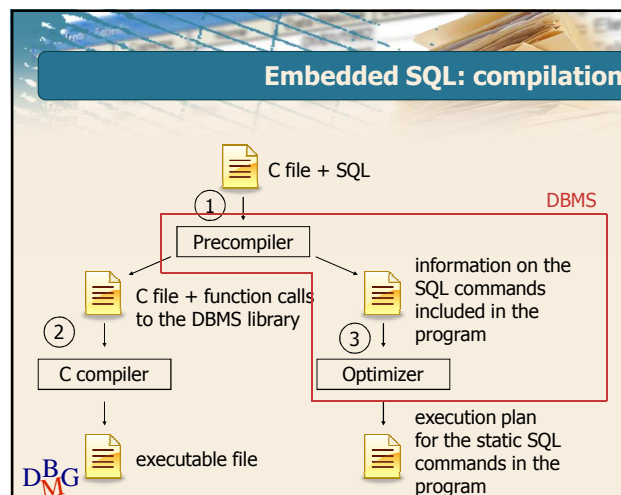 Embedded SQL: compilation
C file + SQL
DBMS
1
Precompiler
C file + function calls
to the DBMS library
information on the
SQL commands
included in the
program
2
3
C compiler
Optimizer
executable file
execution plan
for the static SQL
commands in the
program
DBMG